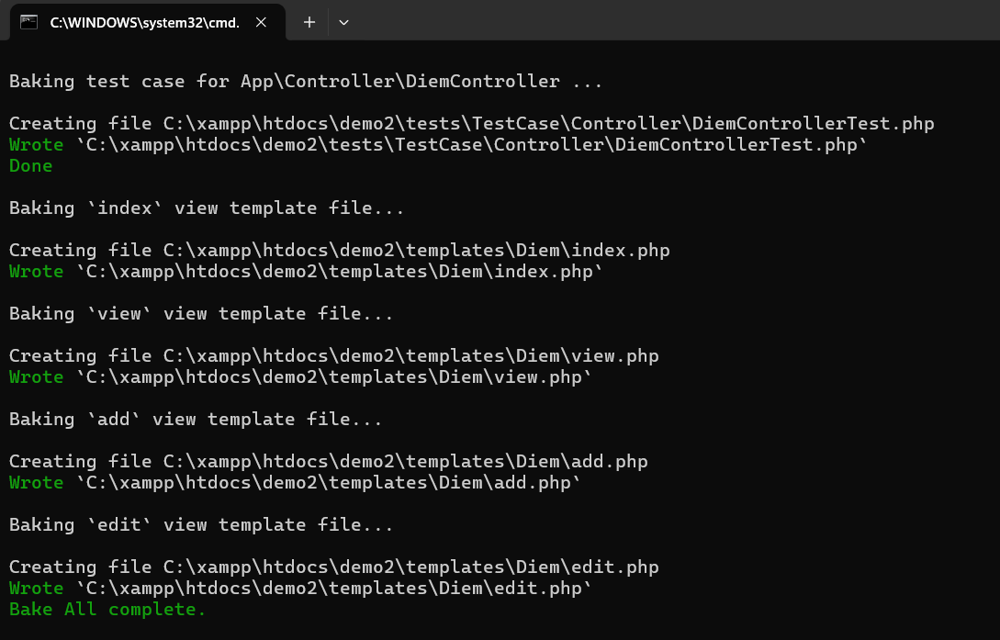 C:\WINDOWS\system32\cmd.
Baking test case for App\Controller\DiemController ...
Creating file C:\xampp\htdocs\demo2\tests\TestCase\Controller\DiemControllerTest.php
Wrote `C:\xampp\htdocs\demo2\tests\TestCase\Controller\DiemControllerTest.php`
Done
Baking `index` view template file...
Creating file C:\xampp\htdocs\demo2\templates\Diem\index.php
Wrote `C:\xampp\htdocs\demo2\templates\Diem\index.php`
Baking `view` view template file...
Creating file C:\xampp\htdocs\demo2\templates\Diem\view.php
Wrote `C:\xampp\htdocs\demo2\templates\Diem\view.php`
Baking `add` view template file...
Creating file C:\xampp\htdocs\demo2\templates\Diem\add.php
Wrote `C:\xampp\htdocs\demo2\templates\Diem\add.php`
Baking `edit` view template file...
Creating file C:\xampp\htdocs\demo2\templates\Diem\edit.php
Wrote `C:\xampp\htdocs\demo2\templates\Diem\edit.php`
Bake All complete.